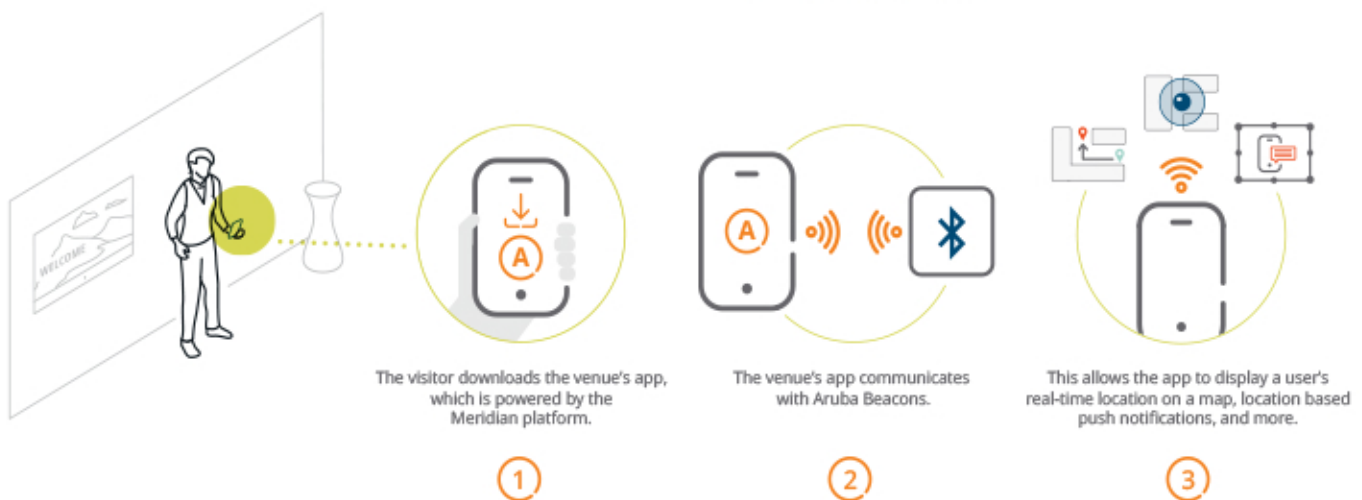 WELCOME
A
A
The visitor downloads the venue's app,
which is powered by the
Meridian platform.
The venue's app communicates
with Aruba Beacons.
This allows the app to display a user's
real-time location on a map, location based
push notifications, and more.
1
2
3